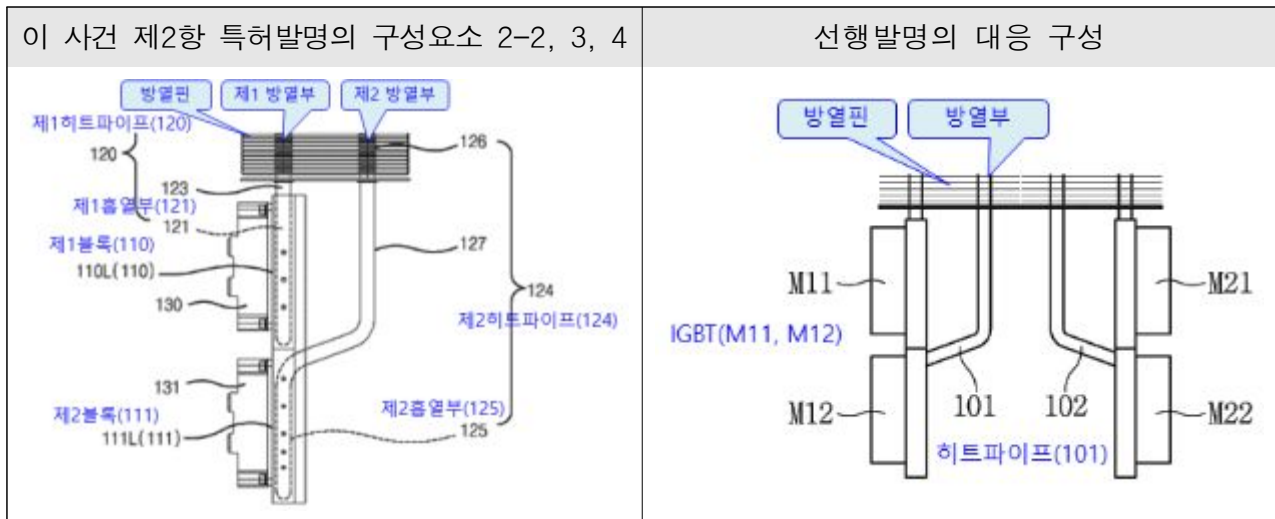 이 사건 제2항 특허발명의 구성요소 2-2, 3, 4
선행발명의 대응 구성
방열핀
제1 방열부
제2 방열부
제1히트파이프(120)
120
126
123
제1흡열부(121)
121
127
제1블록(110)
110L(110)
124
130
제2히트파이프(124)
131
제2블록(111)
제2흡열부(125)
111L(111)
125
방열핀
방열부
M11
M21
IGBT(M11, M12)
M12
101
102
M22
히트파이프(101)